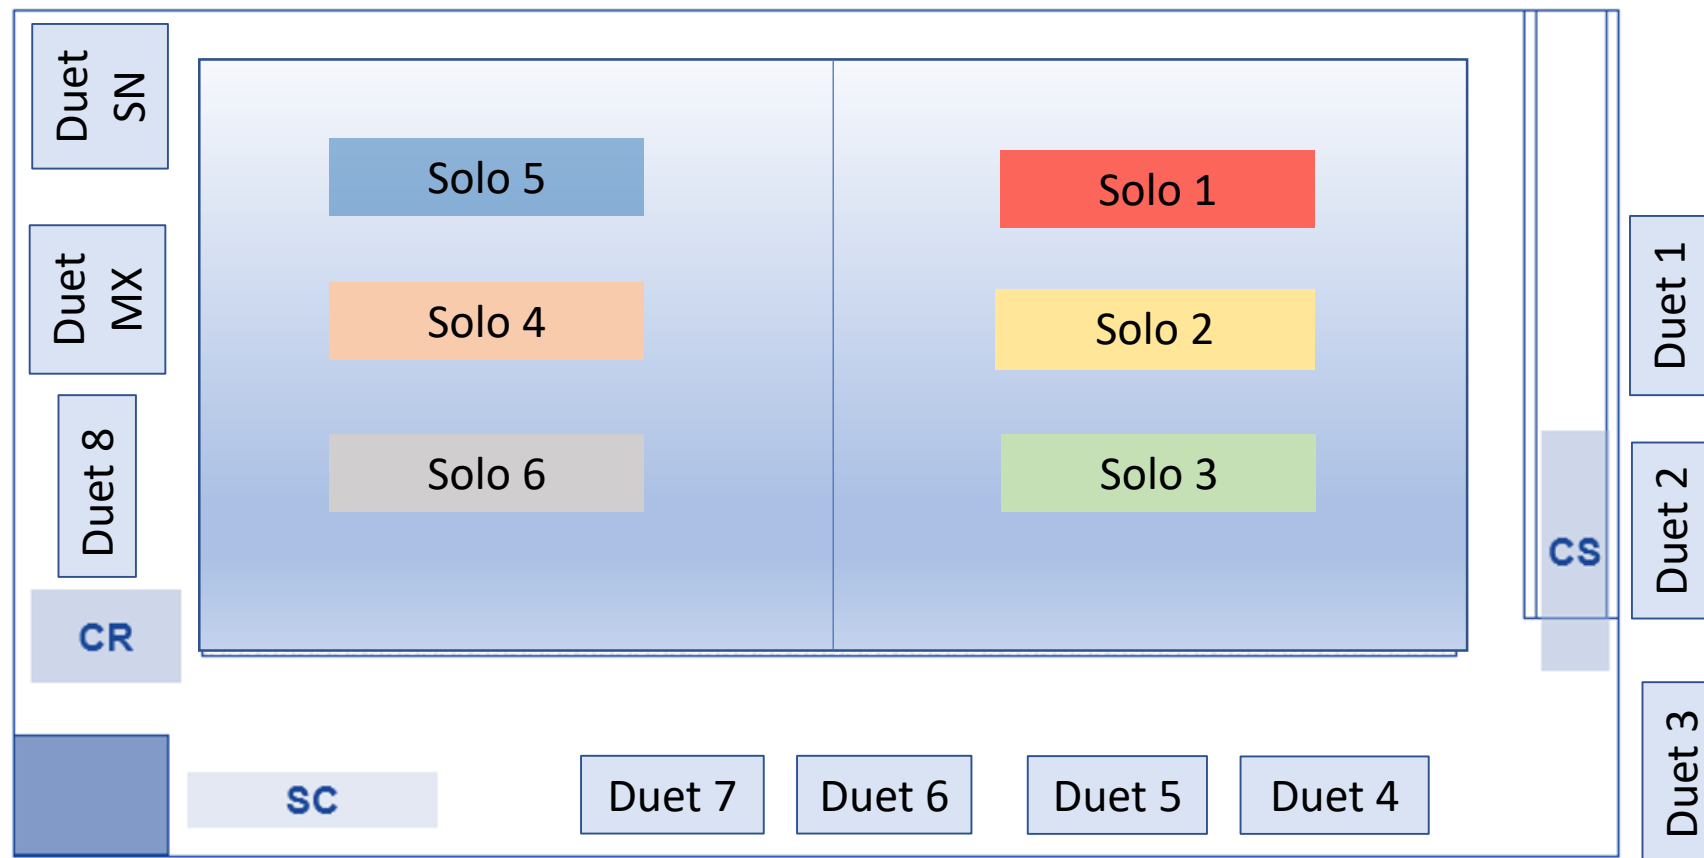 Duet
SN
Solo 5
Solo 1
Duet
MX
Solo 4
Solo 2
Duet 1
Duet 8
Solo 6
Solo 3
Duet 2
CS
CR
Duet 3
SC
Duet 7
Duet 6
Duet 5
Duet 4